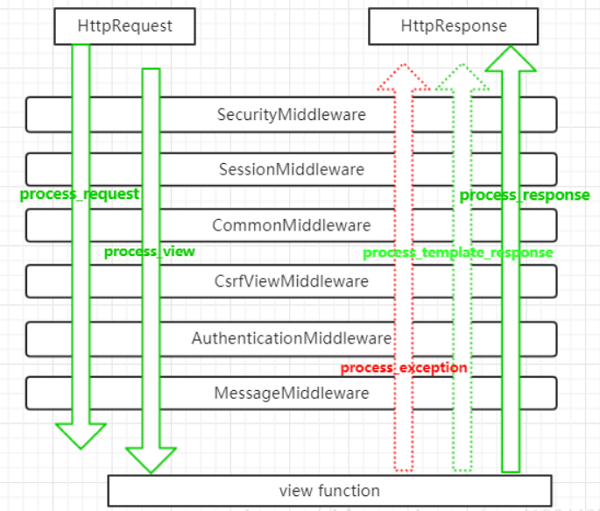 HttpRequest
HttpResponse
SecurityMiddleware
SessionMiddleware
process_request
process_response
CommonMiddleware
process_view
process_template_response
CsrfViewMiddleware
AuthenticationMiddleware
process_exception
MessageMiddleware
view function